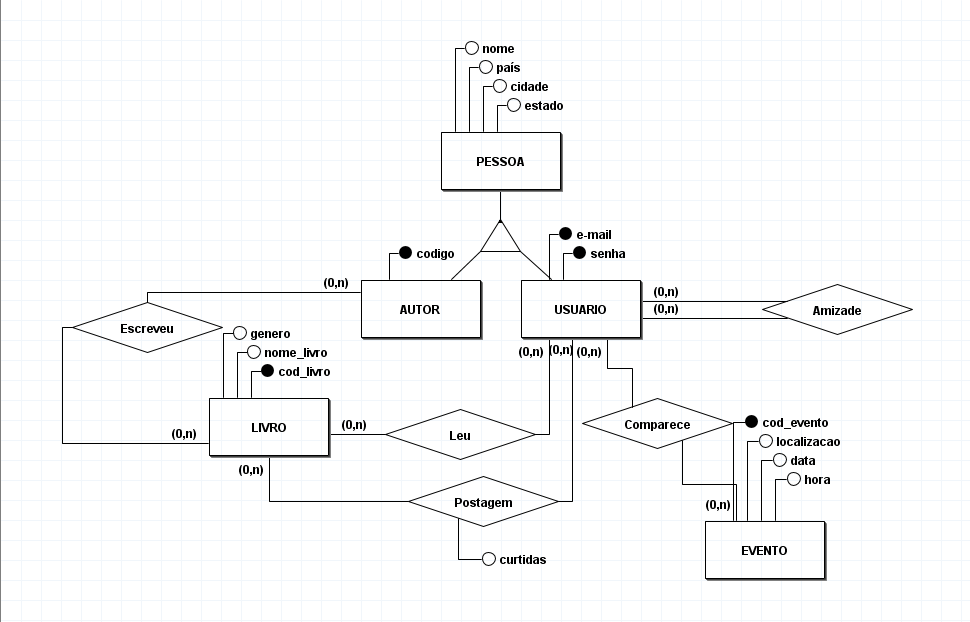 nome
país
cidade
estado
PESSOA
e-mail
senha
codigo
(0,n)
AUTOR
USUARIO
(0,n)
(0,n)
Amizade
Escreveu
genero
nome_livro
cod_livro
(0,n) (0,n) (0,n)
LIVRO
(0,n)
(0,n)
Leu
Comparece
cod_evento
localizacao
data
hora
(0,n)
Postagem
(0,n)
EVENTO
curtidas